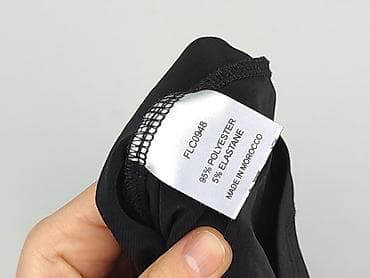 FLC0948
95% POLYESTER
5% ELASTANE
MADE IN MOROCCO